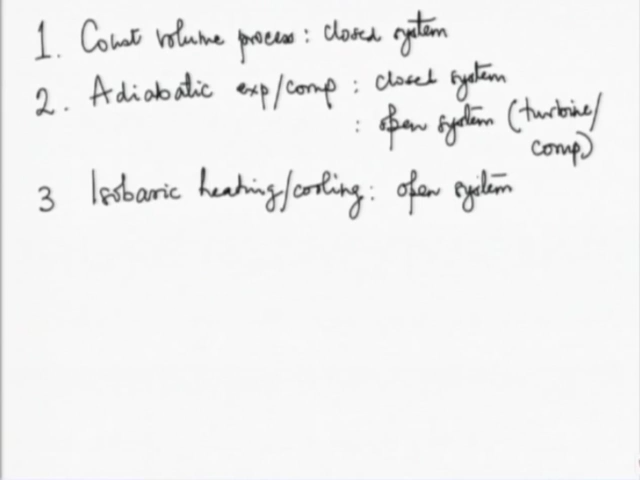 1. Const volume process : closed system
2. Adiabatic exp/comp : closed system
: open system (turbine/
comp)
3 Isobaric heating/cooling : open system